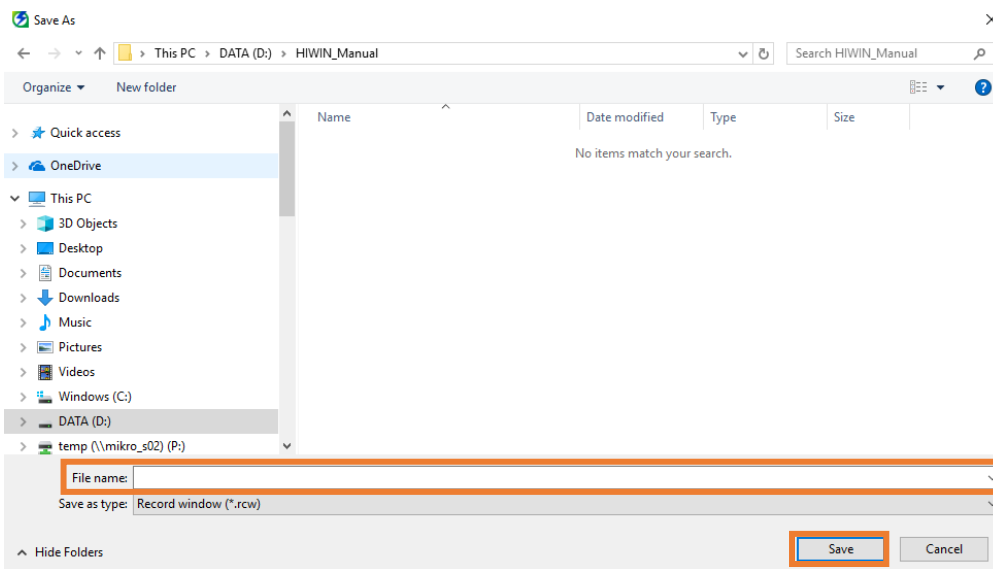 Save As
This PC > DATA (D:) > HIWIN_Manual
Search HIWIN_Manual
Organize
New folder
Name
Date modified
Type
Size
No items match your search.
Quick access
OneDrive
This PC
3D Objects
Desktop
Documents
Downloads
Music
Pictures
Videos
Windows (C:)
DATA (D:)
temp (\\mikro_s02) (P:)
File name:
Save as type: Record window (*.rcw)
Hide Folders
Save
Cancel